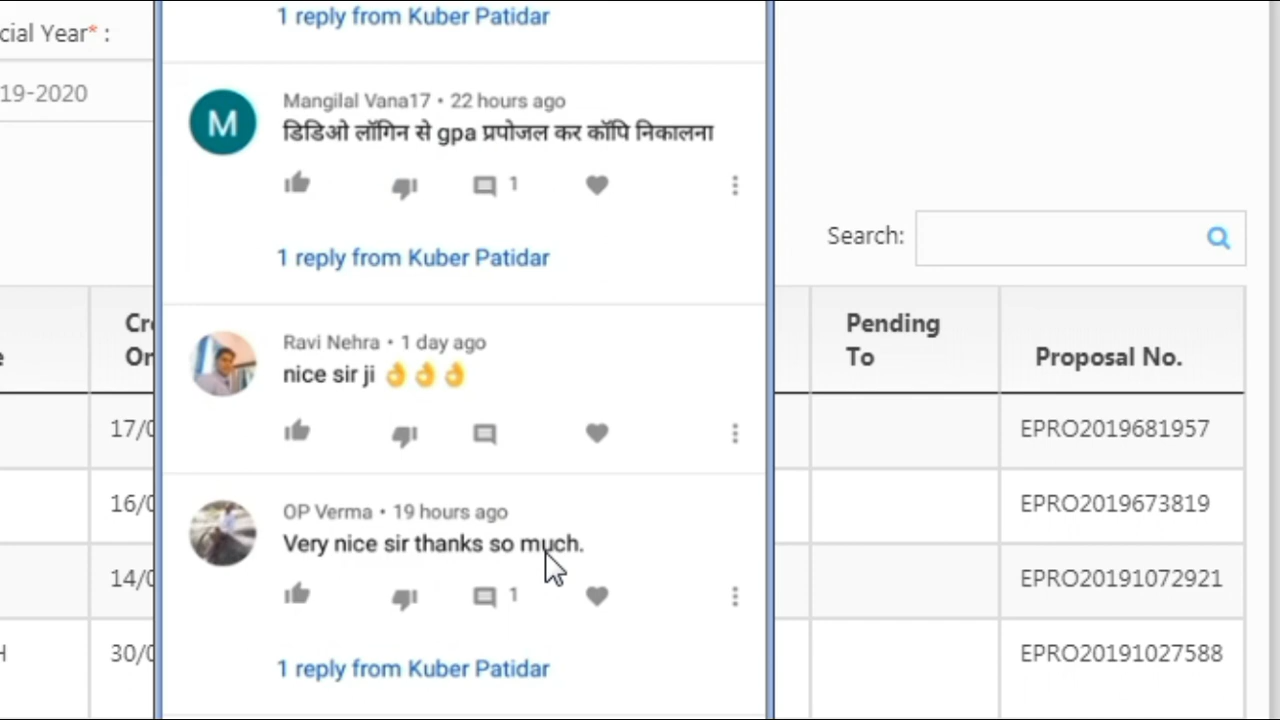 1 reply from Kuber Patidar
cial Year* :
19-2020
Mangilal Vana17 • 22 hours ago
M
डिडिओ लॉगिन से gpa प्रपोजल कर कॉपि निकालना
1
Search:
1 reply from Kuber Patidar
Ravi Nehra • 1 day ago
nice sir ji 👌👌👌
e
Cre
On
Pending
To
Proposal No.
17/0
EPRO2019681957
16/0
EPRO2019673819
OP Verma • 19 hours ago
Very nice sir thanks so much.
1
14/0
EPRO20191072921
H
30/0
EPRO20191027588
1 reply from Kuber Patidar